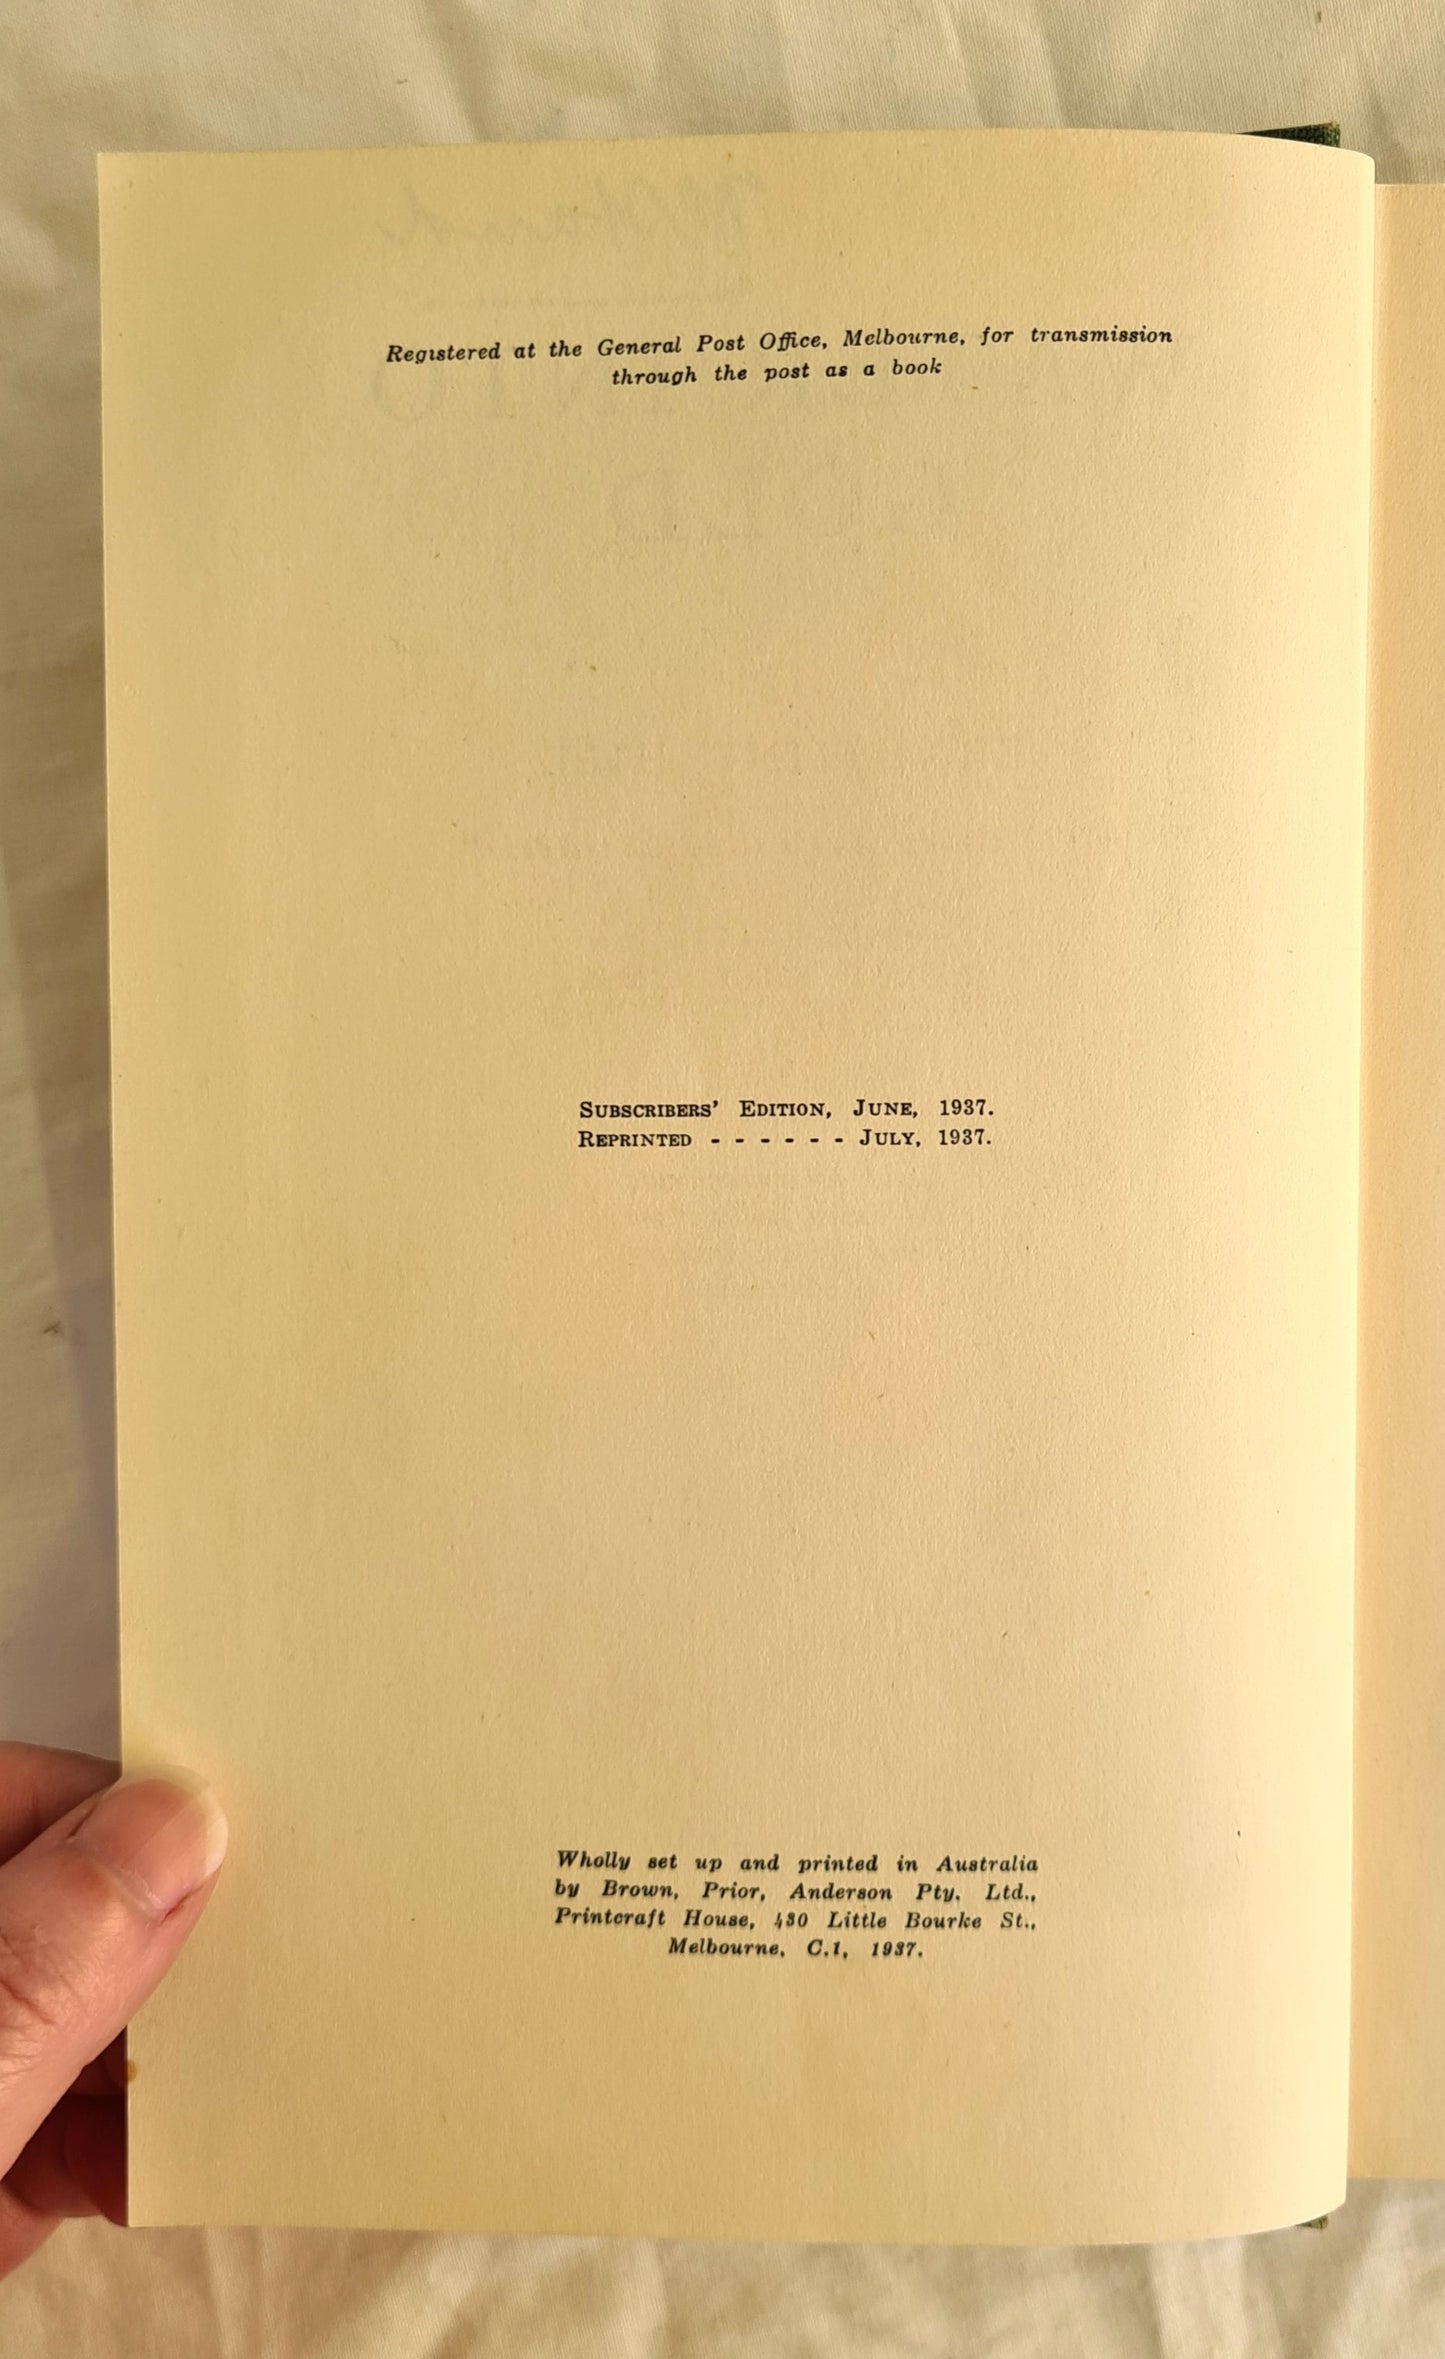 Registered at the General Post Office, Melbourne, for transmission
through the post as a book
SUBSCRIBERS' EDITION, JUNE, 1937.
REPRINTED - - - - - - JULY, 1937.
Wholly set up and printed in Australia
by Brown, Prior, Anderson Pty. Ltd.,
Printcraft House, 430 Little Bourke St.,
Melbourne, C.1, 1937.